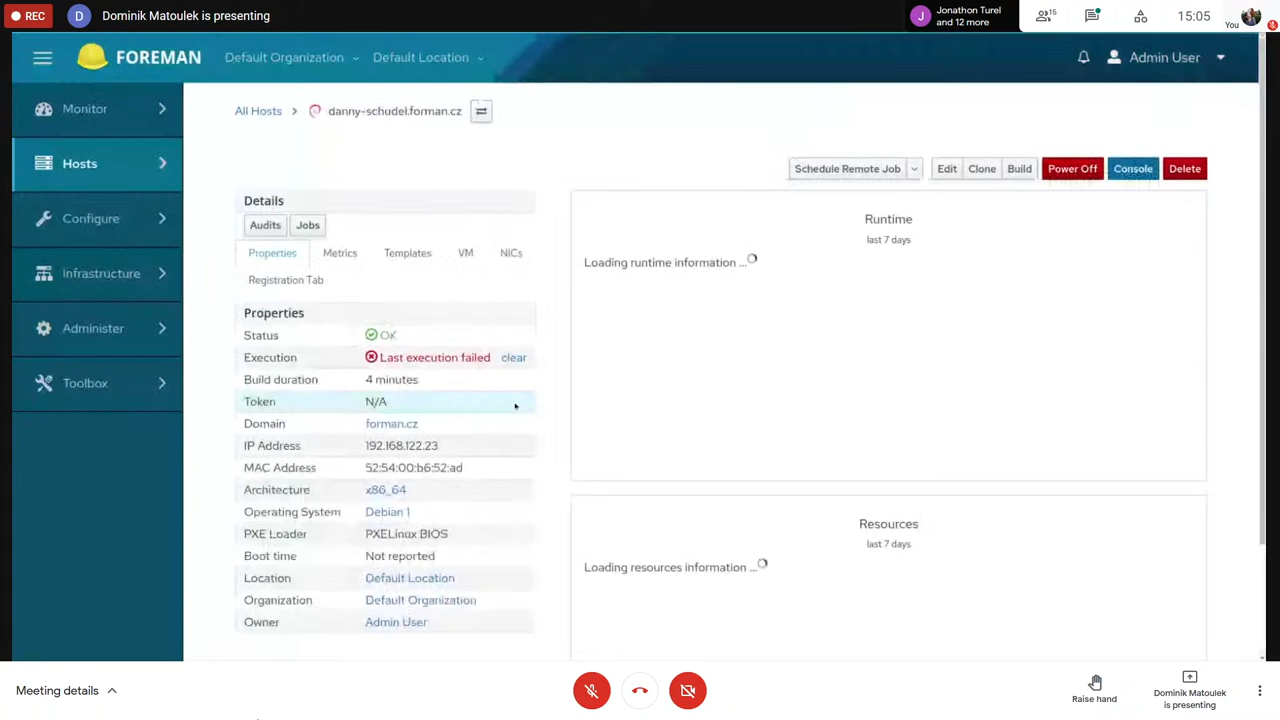 REC
D
Dominik Matoulek is presenting
J
Jonathon Turel
and 12 more
15
15:05
You
FOREMAN
Default Organization
Default Location
Admin User
Monitor
Hosts
Configure
Infrastructure
Administer
Toolbox
All Hosts
danny-schudel.forman.cz
Schedule Remote Job
Edit
Clone
Build
Power Off
Console
Delete
Details
Audits
Jobs
Properties
Metrics
Templates
VM
NICs
Registration Tab
Properties
Status OK
Execution Last execution failed clear
Build duration 4 minutes
Token N/A
Domain forman.cz
IP Address 192.168.122.23
MAC Address 52:54:00:b6:52:ad
Architecture x86_64
Operating System Debian 1
PXE Loader PXELinux BIOS
Boot time Not reported
Location Default Location
Organization Default Organization
Owner Admin User
Runtime
last 7 days
Loading runtime information ...
Resources
last 7 days
Loading resources information ...
Meeting details
Raise hand
Dominik Matoulek
is presenting